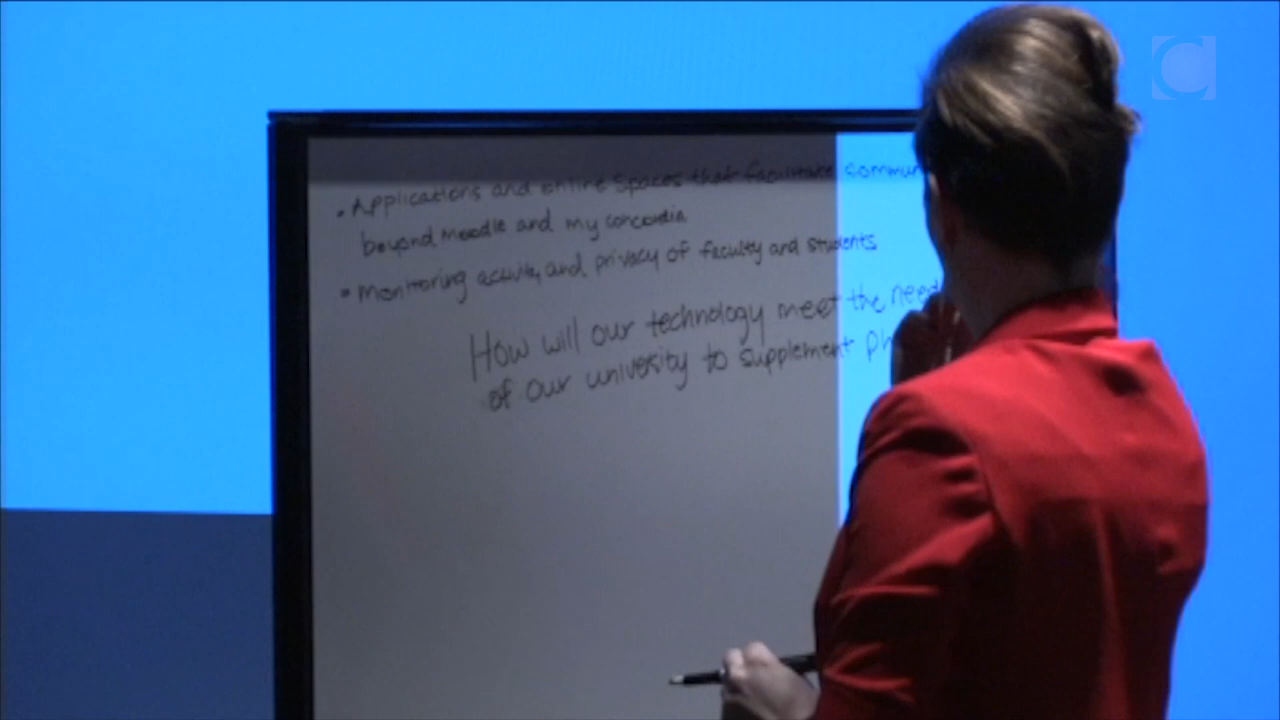 • Applications and online spaces that facilitate commun
beyond moodle and my concordia
• Monitoring activity and privacy of faculty and students
How will our technology meet the need
of our university to supplement ph
C